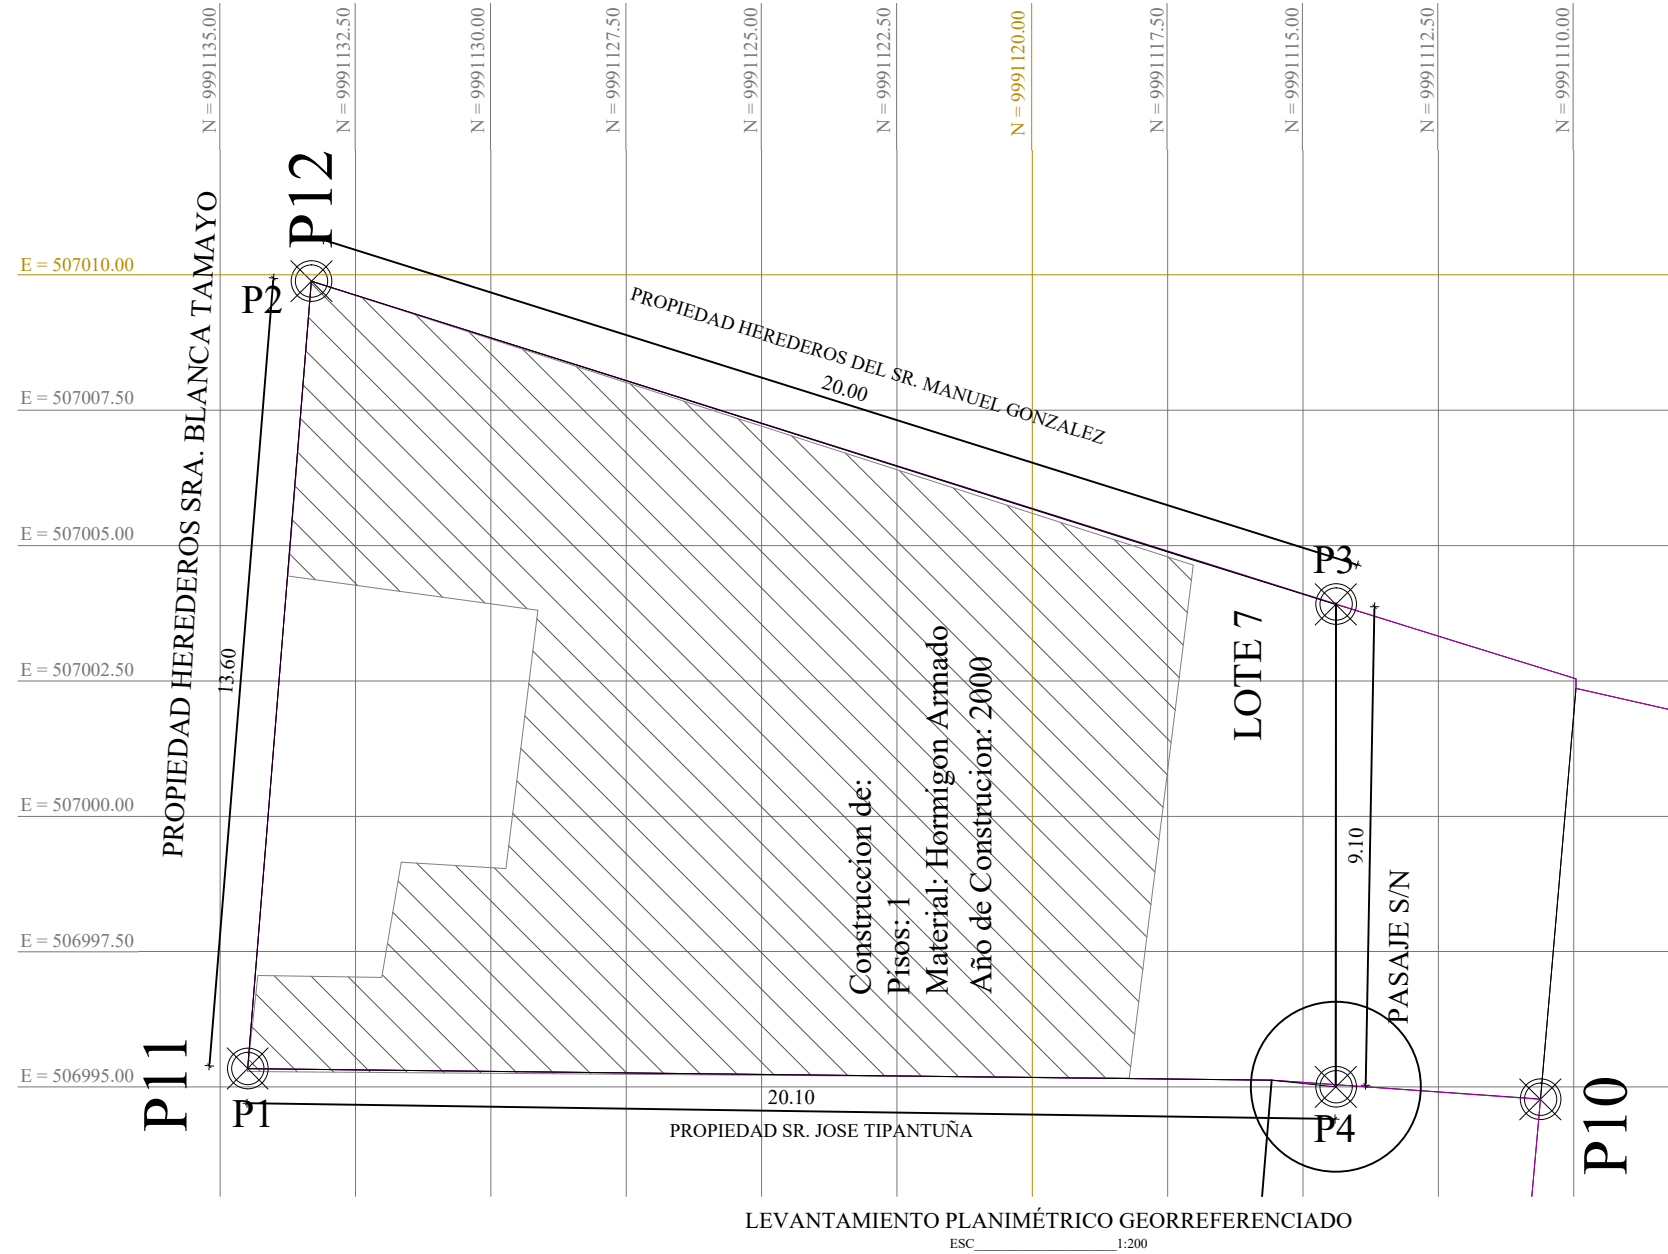 N = 9991135.00
N = 9991132.50
N = 9991130.00
N = 9991127.50
N = 9991125.00
N = 9991122.50
N = 9991120.00
N = 9991117.50
N = 9991115.00
N = 9991112.50
N = 9991110.00
E = 507010.00
E = 507007.50
E = 507005.00
E = 507002.50
E = 507000.00
E = 506997.50
E = 506995.00
P12
P2
PROPIEDAD HEREDEROS SRA. BLANCA TAMAYO
13.60
PROPIEDAD HEREDEROS DEL SR. MANUEL GONZALEZ
20.00
P3
LOTE 7
Construccion de:
Pisos: 1
Material: Hormigon Armado
Año de Construcion: 2000
9.10
PASAJE S/N
P11
P1
20.10
PROPIEDAD SR. JOSE TIPANTUÑA
P4
P10
LEVANTAMIENTO PLANIMÉTRICO GEORREFERENCIADO
ESC____________________1:200